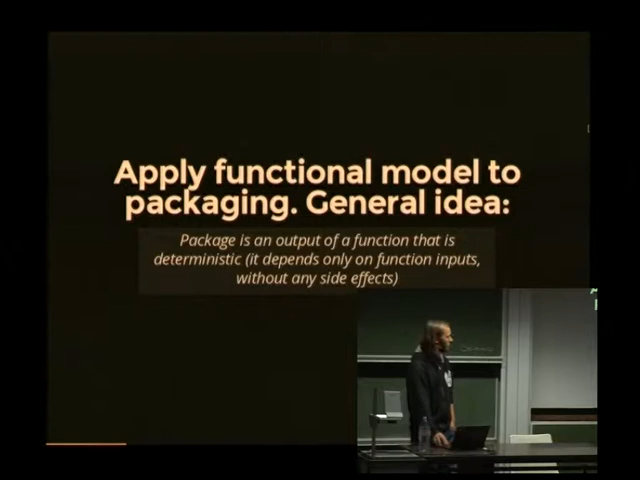 Apply functional model to
packaging. General idea:
Package is an output of a function that is
deterministic (it depends only on function inputs,
without any side effects)